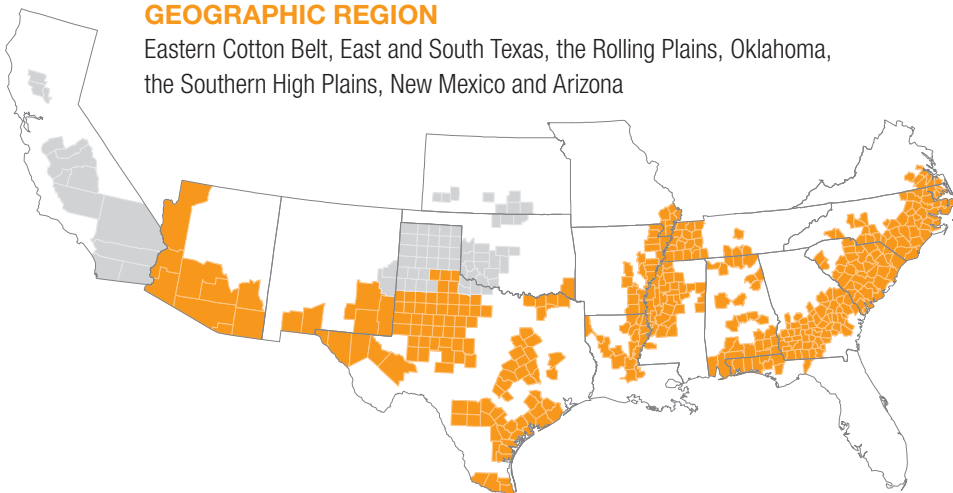 GEOGRAPHIC REGION
Eastern Cotton Belt, East and South Texas, the Rolling Plains, Oklahoma,
the Southern High Plains, New Mexico and Arizona